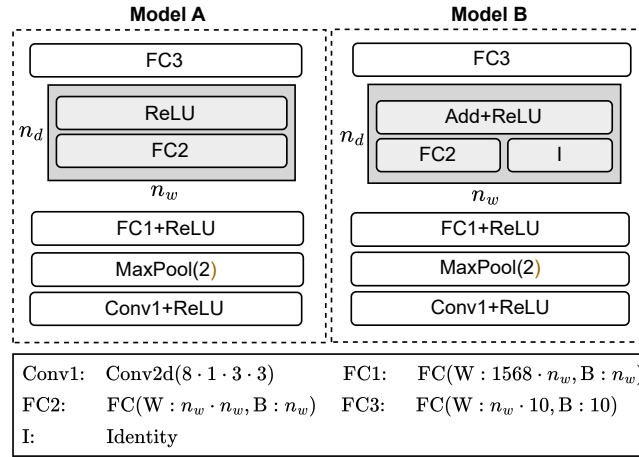 Model A
Model B
FC3
FC3
n_d
ReLU
FC2
n_w
n_d
Add+ReLU
FC2
I
n_w
FC1+ReLU
FC1+ReLU
MaxPool(2)
MaxPool(2)
Conv1+ReLU
Conv1+ReLU
Conv1: Conv2d(8 · 1 · 3 · 3) FC1: FC(W : 1568 · n_w, B : n_w)
FC2: FC(W : n_w · n_w, B : n_w) FC3: FC(W : n_w · 10, B : 10)
I: Identity